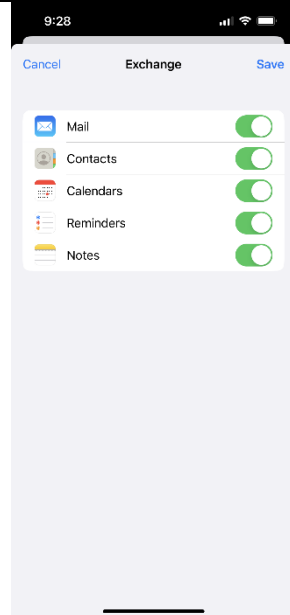 9:28
Cancel Exchange Save
Mail
Contacts
Calendars
Reminders
Notes